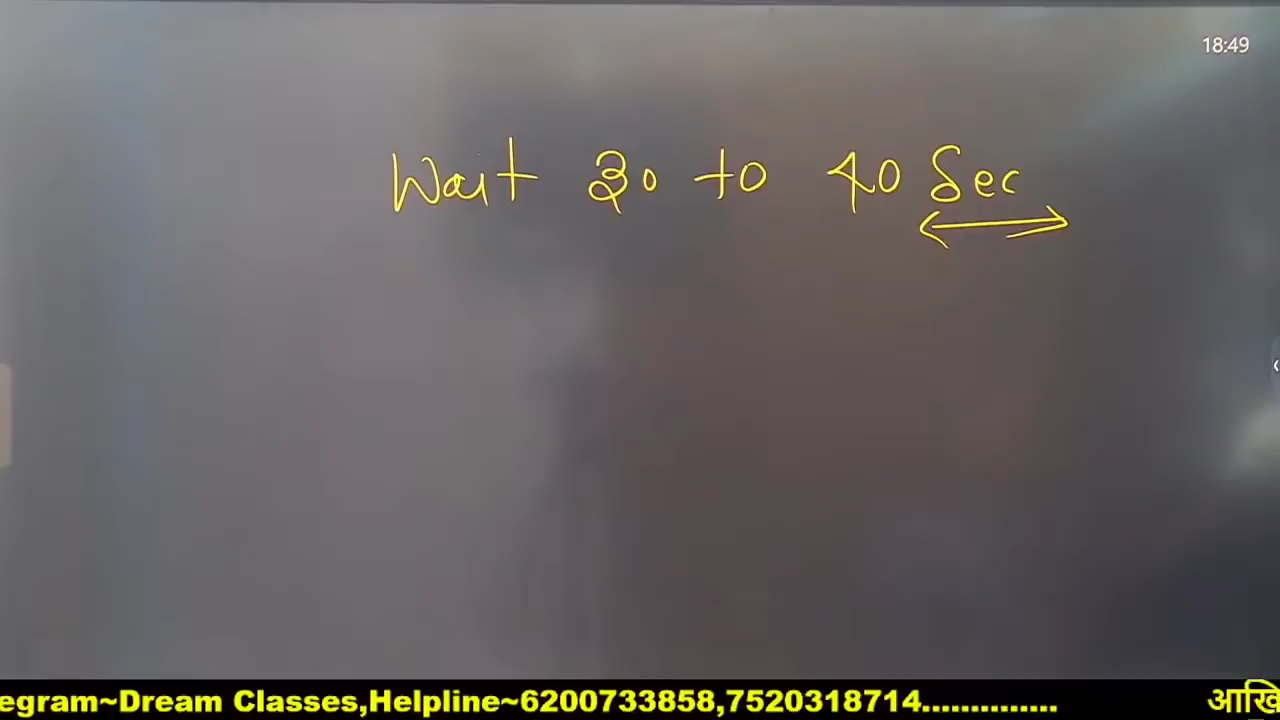 18:49
Wait 30 to 40 Sec
egram~Dream Classes,Helpline~6200733858,7520318714..............